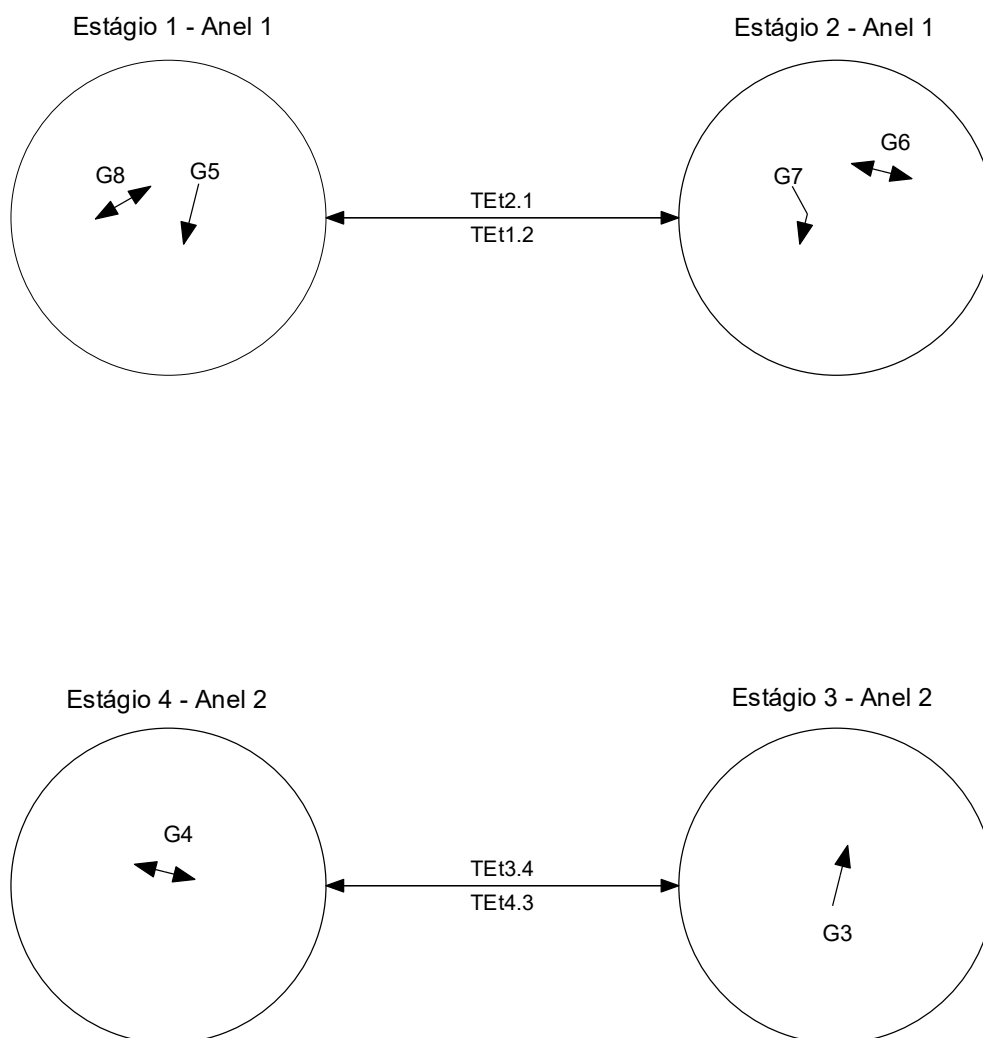 Estágio 1 - Anel 1
Estágio 2 - Anel 1
G8
G5
G6
G7
TEt2.1
TEt1.2
Estágio 4 - Anel 2
Estágio 3 - Anel 2
G4
TEt3.4
TEt4.3
G3